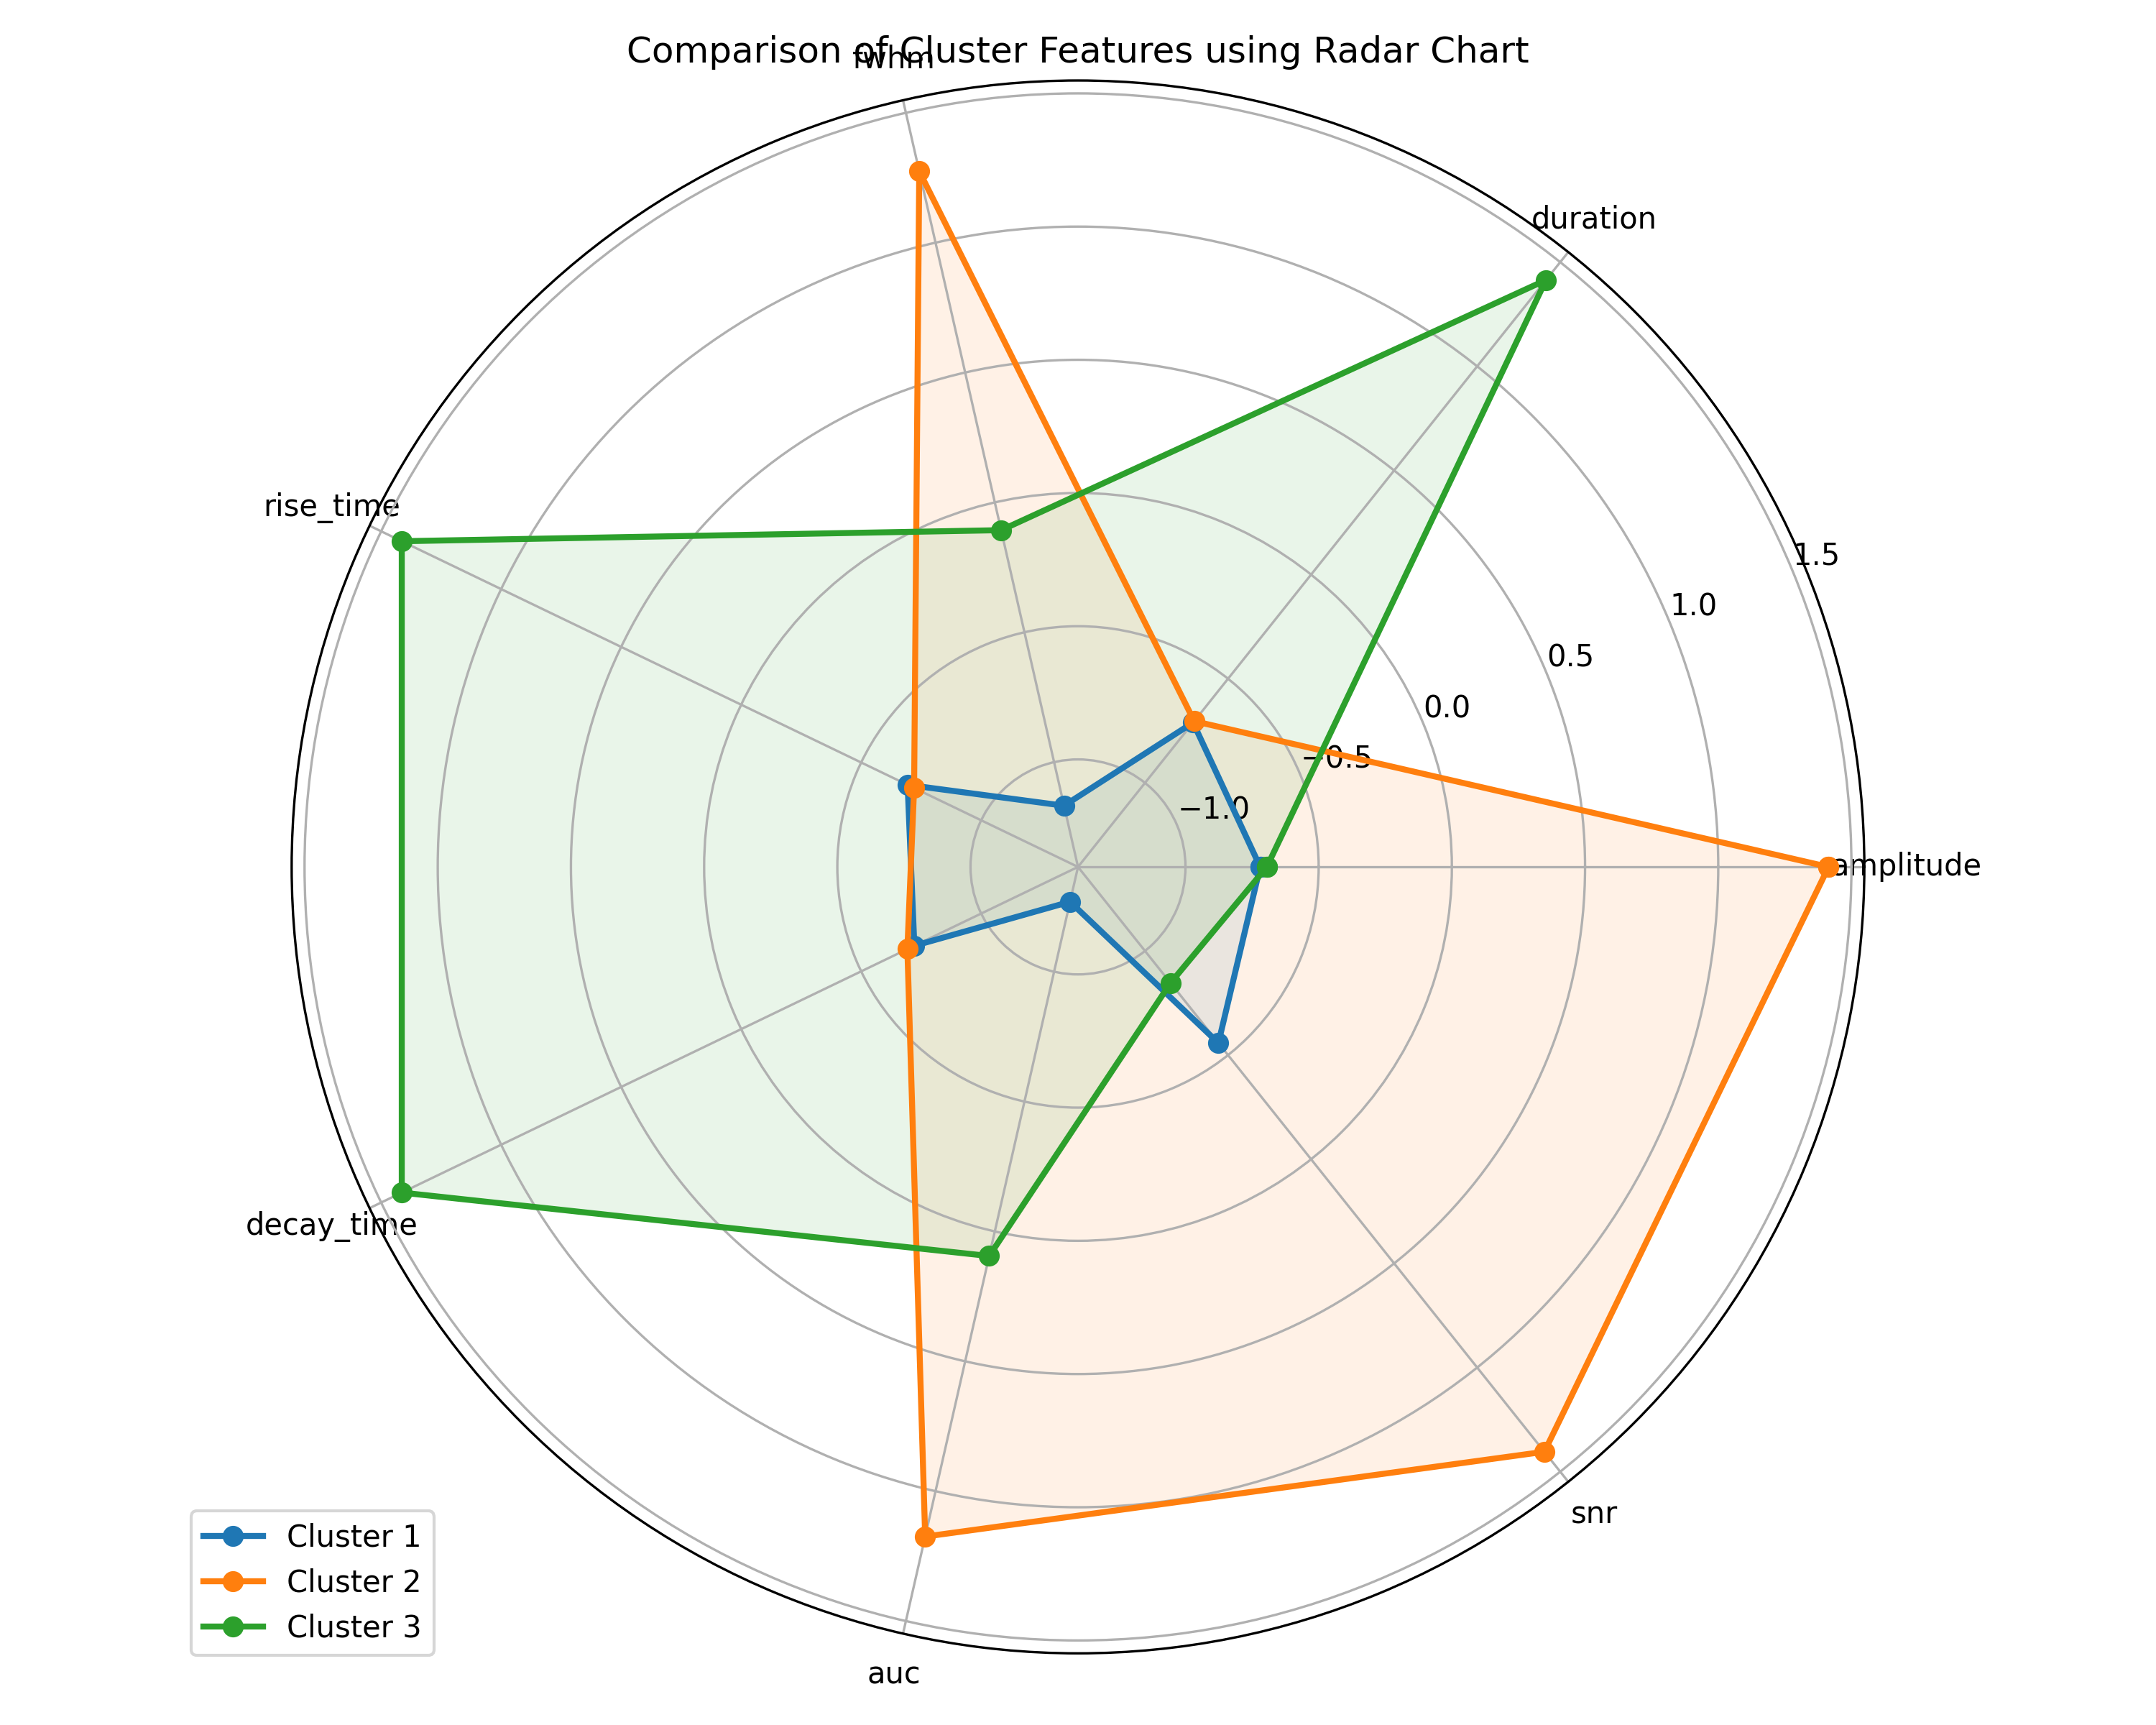 Comparison of Cluster Features using Radar Chart
fwhm
duration
rise_time
1.5
1.0
0.5
0.0
−0.5
−1.0
amplitude
decay_time
snr
auc
Cluster 1
Cluster 2
Cluster 3